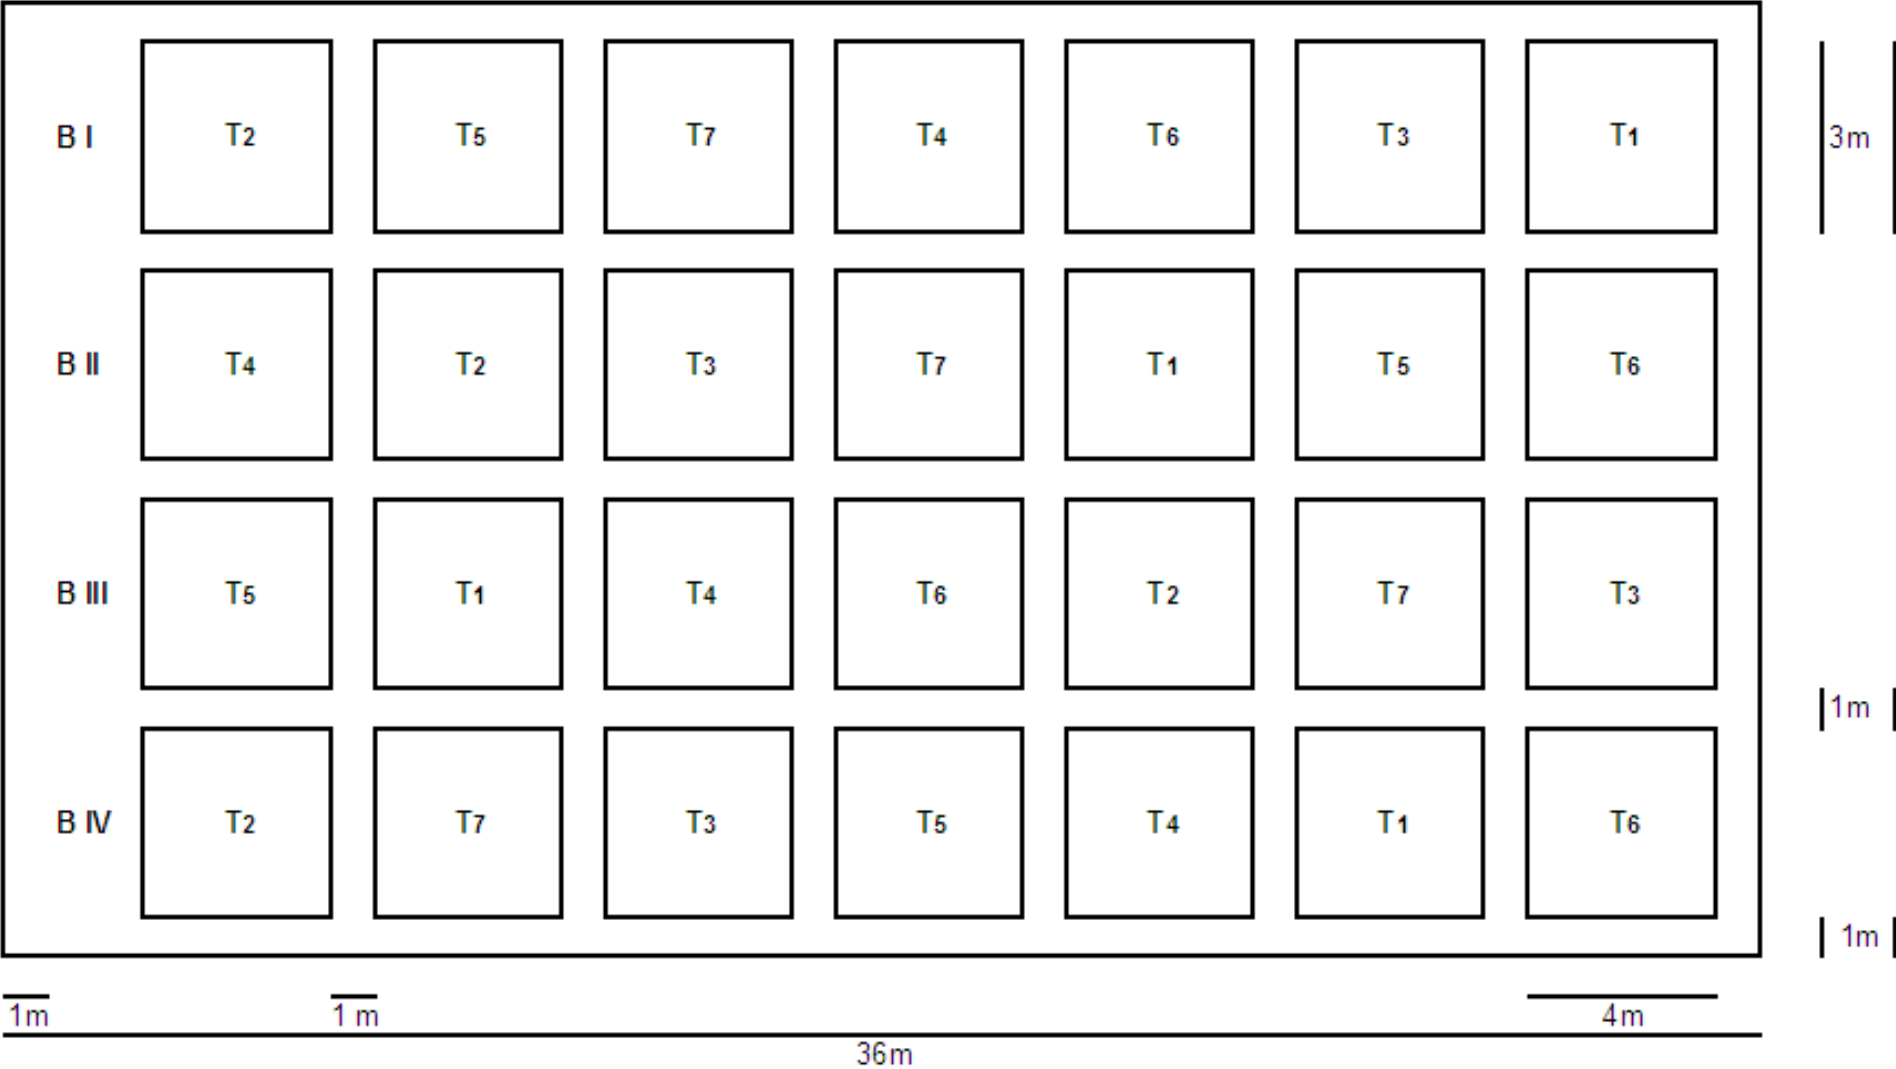 B I T2 T5 T7 T4 T6 T3 T1 3m
B II T4 T2 T3 T7 T1 T5 T6
B III T5 T1 T4 T6 T2 T7 T3
1m
B IV T2 T7 T3 T5 T4 T1 T6
1m
1m 1 m 4m
36m